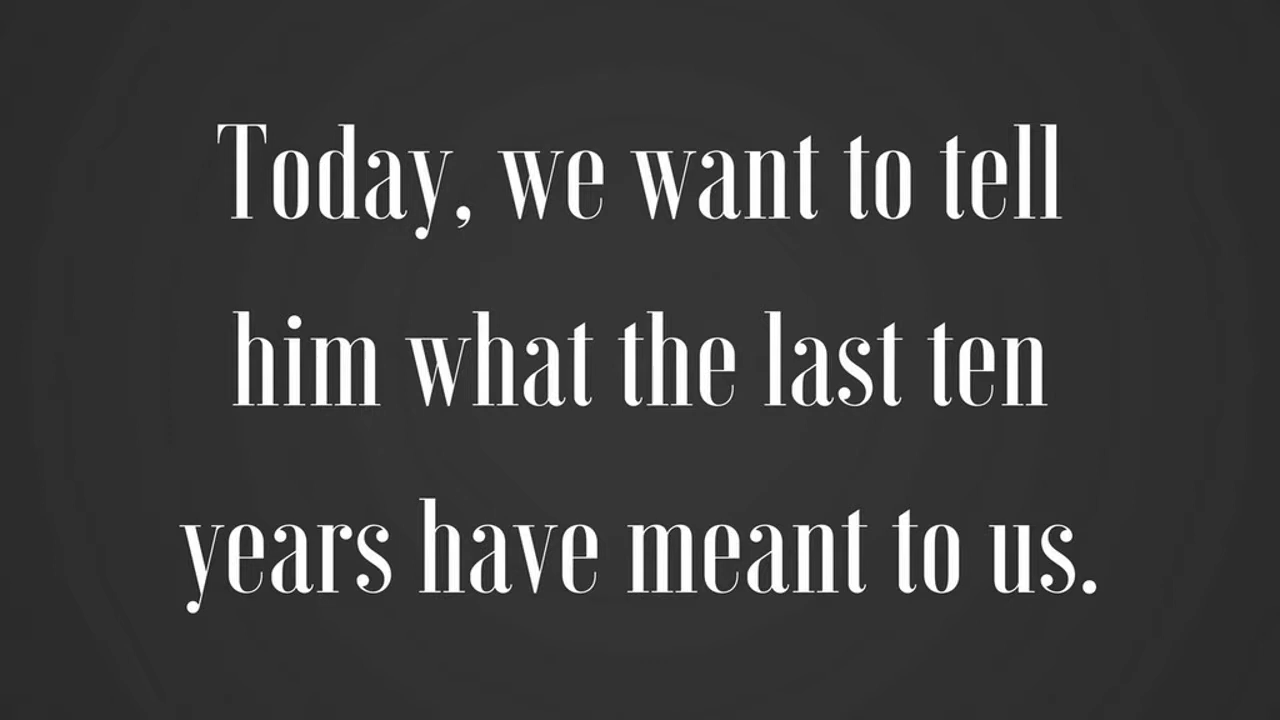 Today, we want to tell
him what the last ten
years have meant to us.